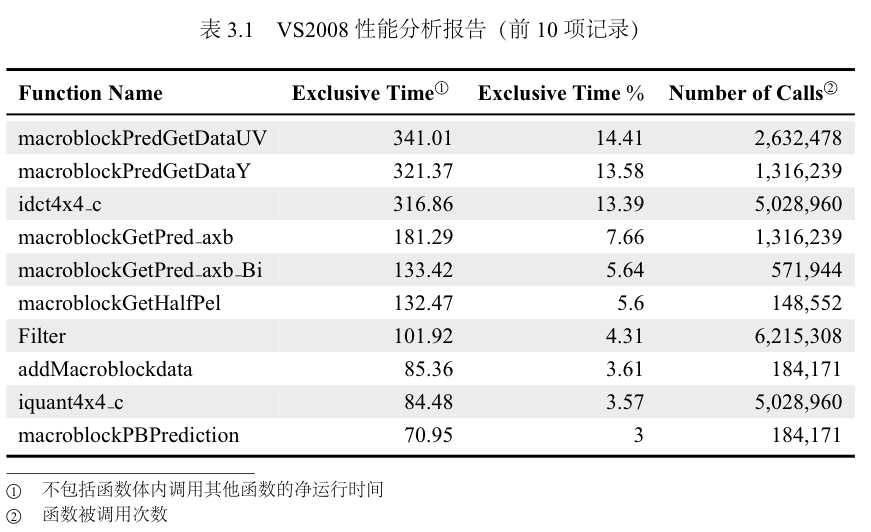 表 3.1 VS2008 性能分析报告（前 10 项记录）
Function Name Exclusive Time① Exclusive Time % Number of Calls②
macroblockPredGetDataUV 341.01 14.41 2,632,478
macroblockPredGetDataY 321.37 13.58 1,316,239
idct4x4_c 316.86 13.39 5,028,960
macroblockGetPred_axb 181.29 7.66 1,316,239
macroblockGetPred_axb_Bi 133.42 5.64 571,944
macroblockGetHalfPel 132.47 5.6 148,552
Filter 101.92 4.31 6,215,308
addMacroblockdata 85.36 3.61 184,171
iquant4x4_c 84.48 3.57 5,028,960
macroblockPBPrediction 70.95 3 184,171
① 不包括函数体内调用其他函数的净运行时间
② 函数被调用次数